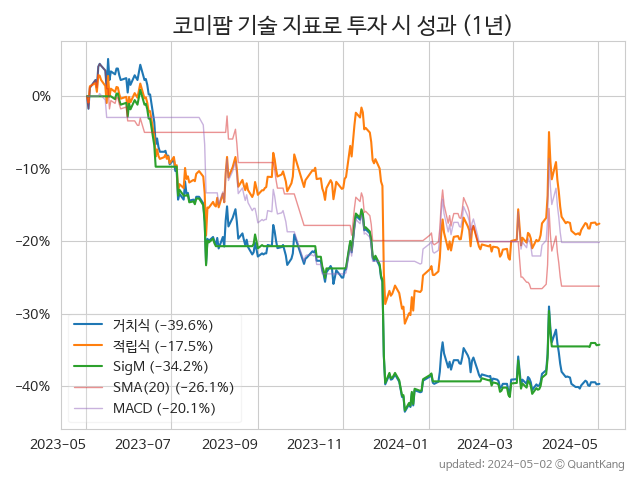 코미팜 기술 지표로 투자 시 성과 (1년)
0%
−10%
−20%
−30%
−40%
거치식 (−39.6%)
적립식 (−17.5%)
SigM (−34.2%)
SMA(20) (−26.1%)
MACD (−20.1%)
2023-05
2023-07
2023-09
2023-11
2024-01
2024-03
2024-05
updated: 2024-05-02 ⓒ QuantKang